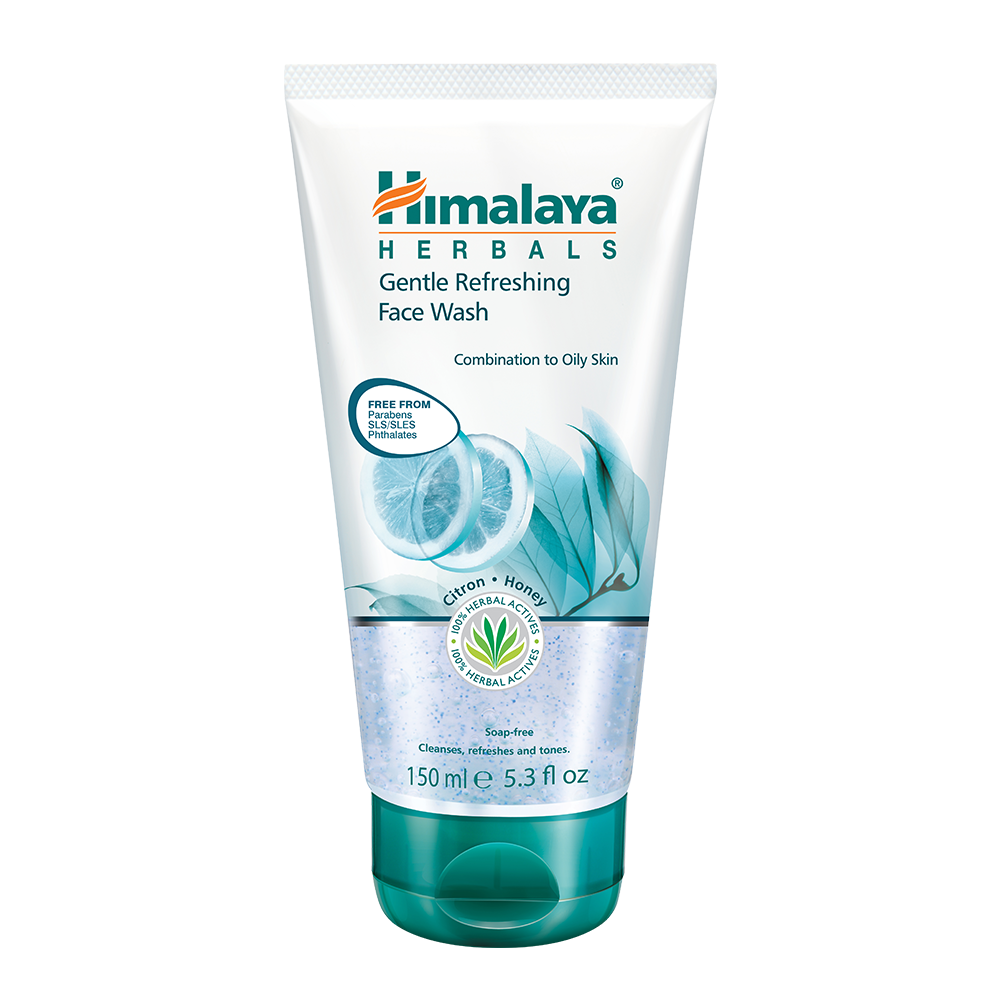 Himalaya®
HERBALS
Gentle Refreshing
Face Wash
Combination to Oily Skin
FREE FROM
Parabens
SLS/SLES
Phthalates
Citron • Honey
100% HERBAL ACTIVES •
100% HERBAL ACTIVES •
Soap-free
Cleanses, refreshes and tones.
150 ml ℮ 5.3 fl oz